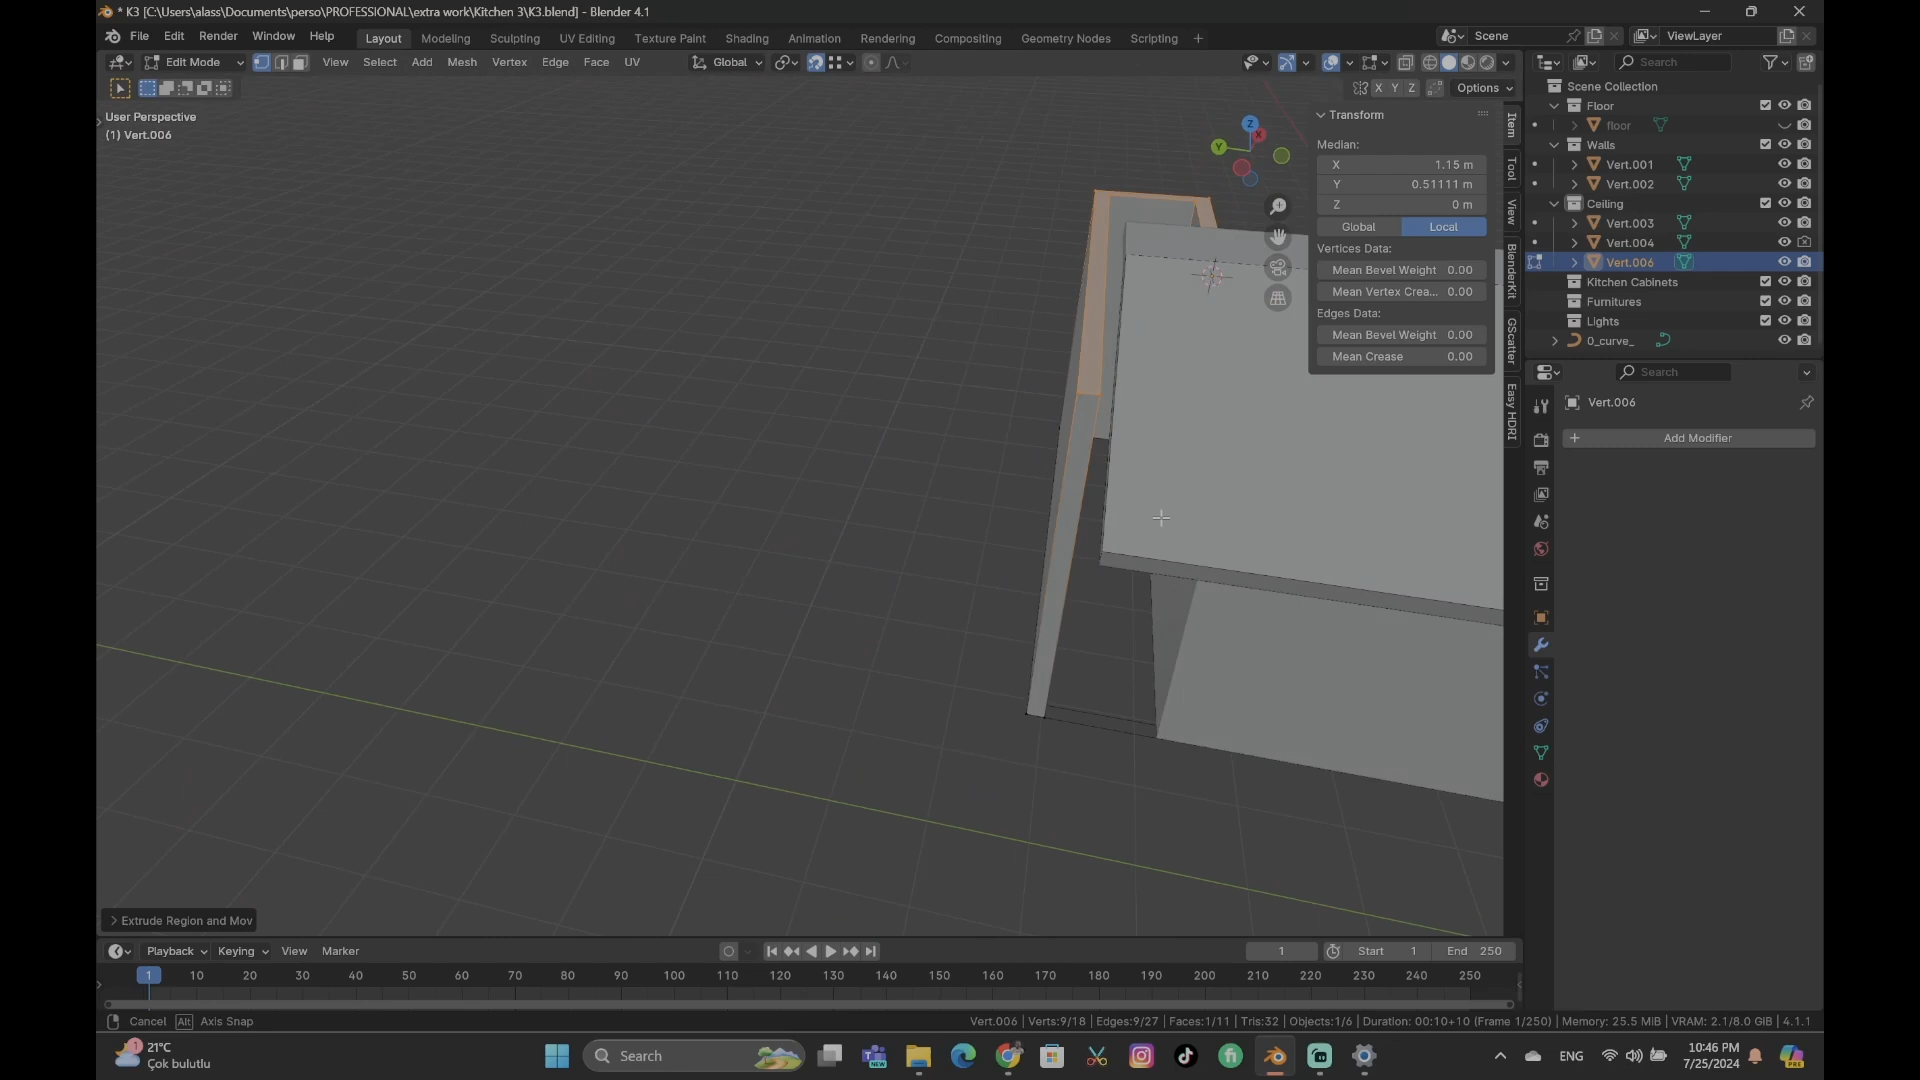 * K3 [C:\Users\alass\Documents\perso\PROFESSIONAL\extra work\Kitchen 3\K3.blend] - Blender 4.1
File Edit Render Window Help Layout Modeling Sculpting UV Editing Texture Paint Shading Animation Rendering Compositing Geometry Nodes Scripting + Scene ViewLayer
Edit Mode View Select Add Mesh Vertex Edge Face UV Global Search
X Y Z Options
User Perspective
(1) Vert.006
Z
X
Y
Transform
Median:
X 1.15 m
Y 0.51111 m
Z 0 m
Global Local
Vertices Data:
Mean Bevel Weight 0.00
Mean Vertex Crea... 0.00
Edges Data:
Mean Bevel Weight 0.00
Mean Crease 0.00
Item
Tool
View
BlenderKit
GScatter
Easy HDRI
Scene Collection
Floor
floor
Walls
Vert.001
Vert.002
Ceiling
Vert.003
Vert.004
Vert.006
Kitchen Cabinets
Furnitures
Lights
0_curve_
Search
Vert.006
+ Add Modifier
Extrude Region and Mov
Playback Keying View Marker 1 Start 1 End 250
1 10 20 30 40 50 60 70 80 90 100 110 120 130 140 150 160 170 180 190 200 210 220 230 240 250
Cancel Alt Axis Snap Vert.006 | Verts:9/18 | Edges:9/27 | Faces:1/11 | Tris:32 | Objects:1/6 | Duration: 00:10+10 (Frame 1/250) | Memory: 25.5 MiB | VRAM: 2.1/8.0 GiB | 4.1.1
1
21°C
Çok bulutlu
Search
NEW
fi
ENG
10:46 PM
7/25/2024
PRE